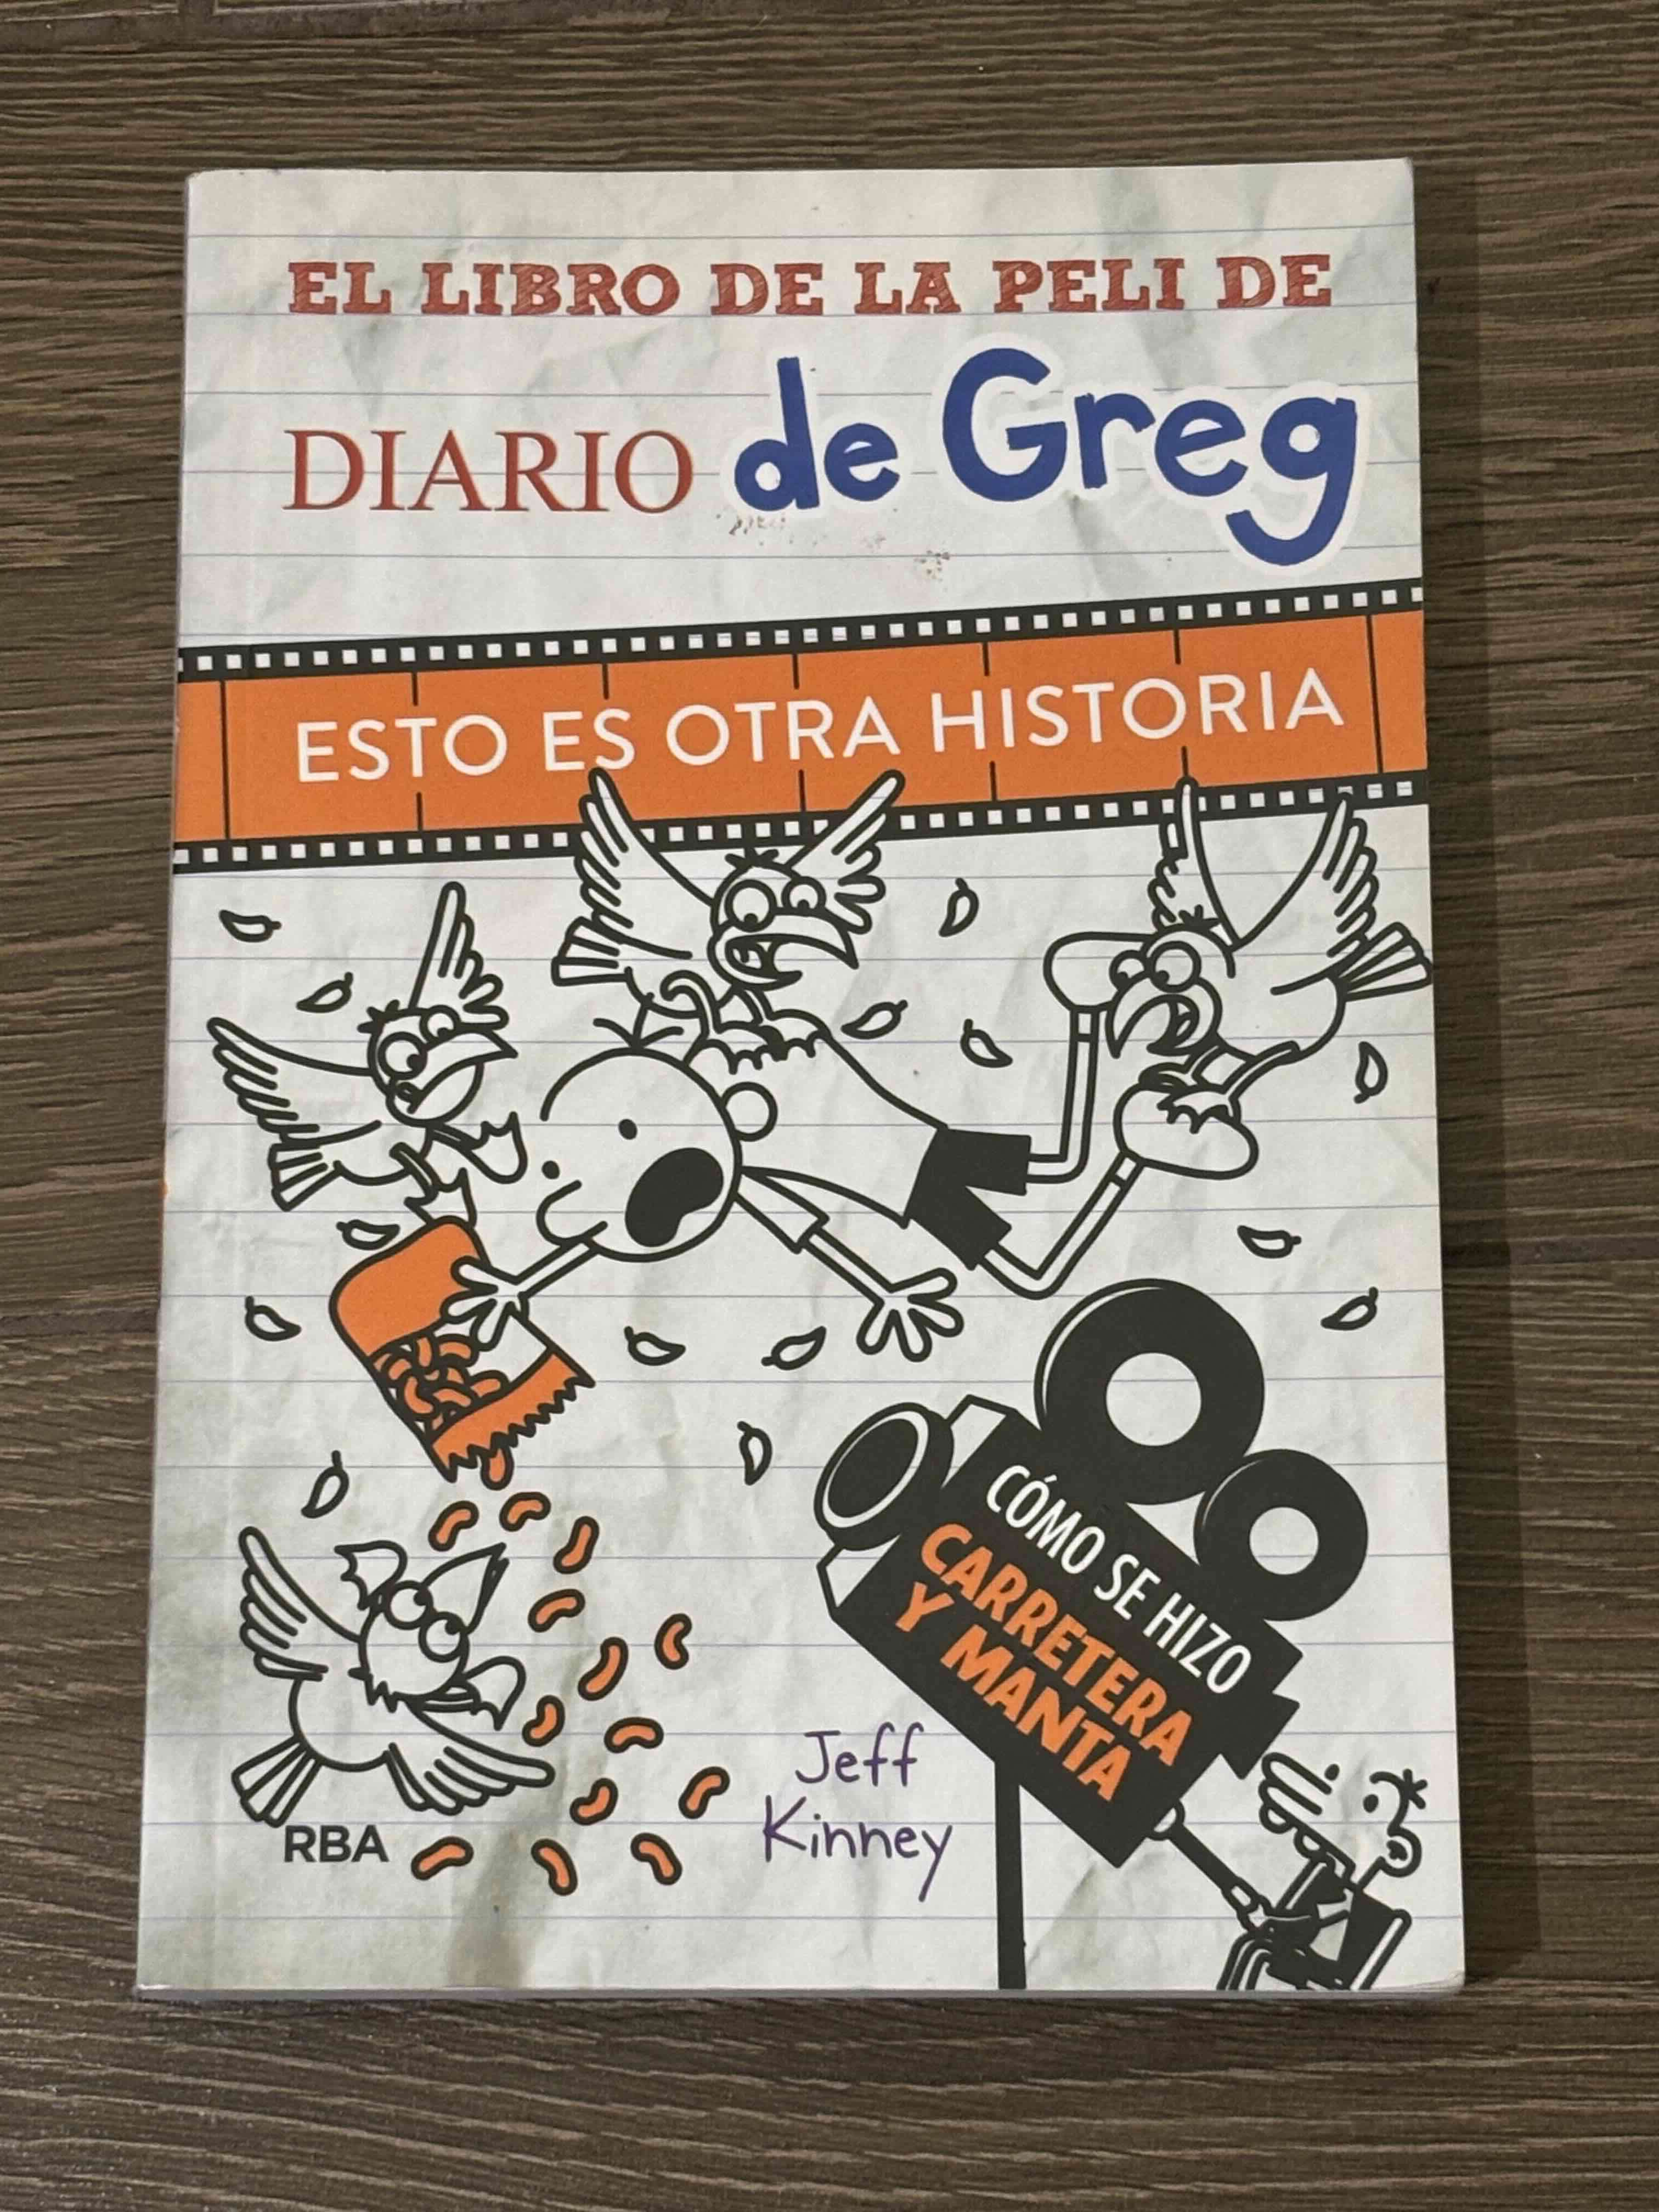 EL LIBRO DE LA PELI DE
DIARIO de Greg
ESTO ES OTRA HISTORIA
CÓMO SE HIZO
CARRETERA
Y MANTA
Jeff
Kinney
RBA